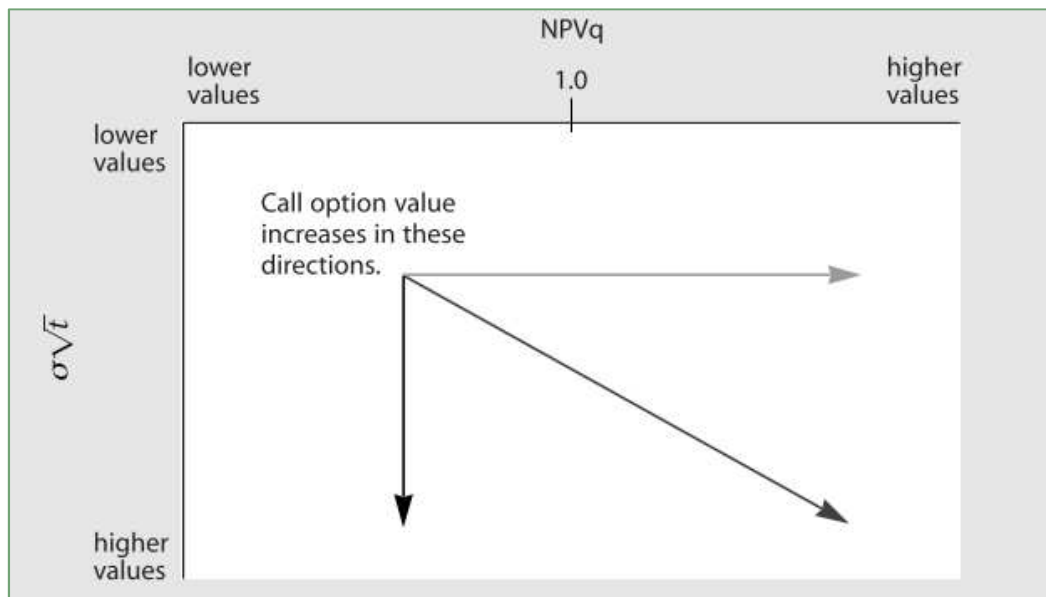 NPVq
lower
values
1.0
higher
values
lower
values
Call option value
increases in these
directions.
σ√t
higher
values